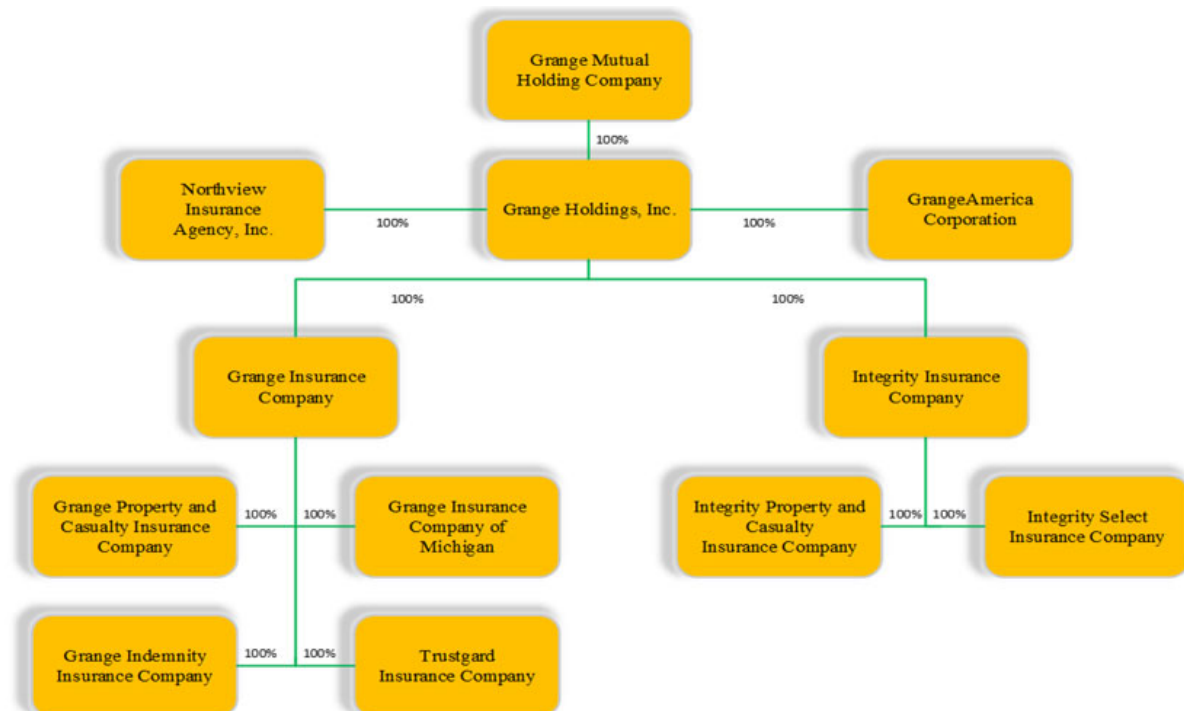 Grange Mutual
Holding Company
100%
Northview
Insurance
Agency, Inc.
100%
Grange Holdings, Inc.
100%
GrangeAmerica
Corporation
100%
100%
Grange Insurance
Company
Integrity Insurance
Company
Grange Property and
Casualty Insurance
Company
100%
100%
Grange Insurance
Company of
Michigan
Integrity Property and
Casualty
Insurance Company
100%
100%
Integrity Select
Insurance Company
Grange Indemnity
Insurance Company
100%
100%
Trustgard
Insurance Company